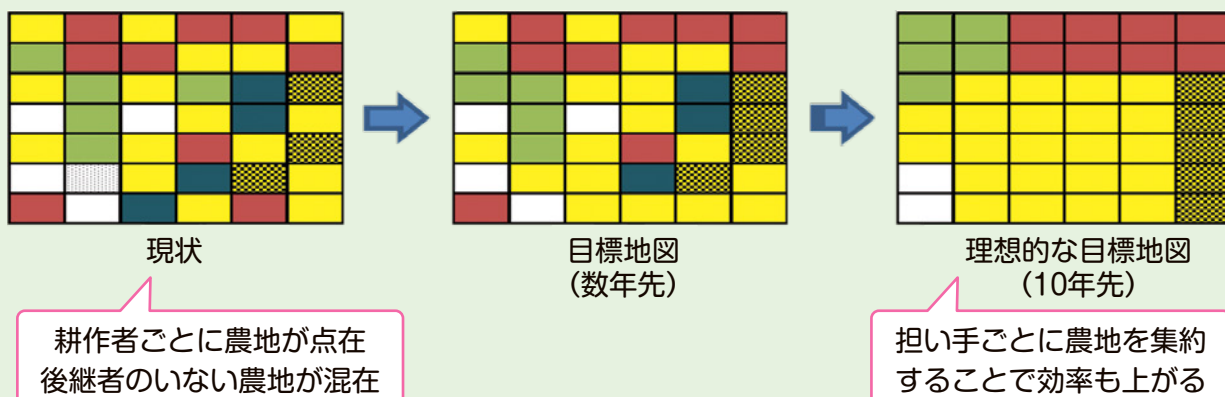 現状
目標地図
(数年先)
理想的な目標地図
(10年先)
耕作者ごとに農地が点在
後継者のいない農地が混在
担い手ごとに農地を集約
することで効率も上がる